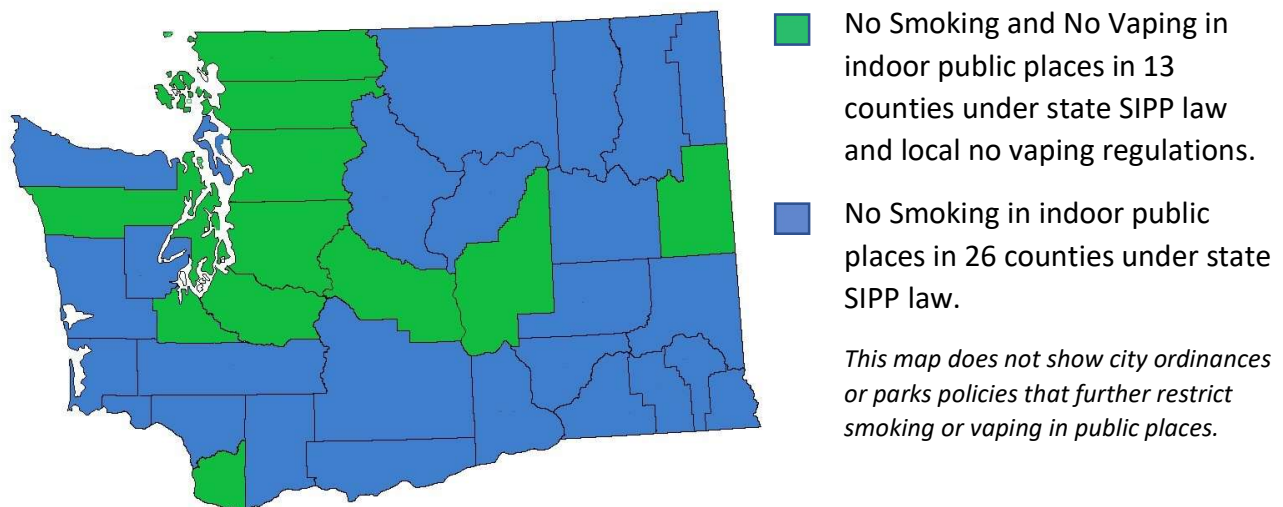 No Smoking and No Vaping in
indoor public places in 13
counties under state SIPP law
and local no vaping regulations.
No Smoking in indoor public
places in 26 counties under state
SIPP law.
This map does not show city ordinances
or parks policies that further restrict
smoking or vaping in public places.